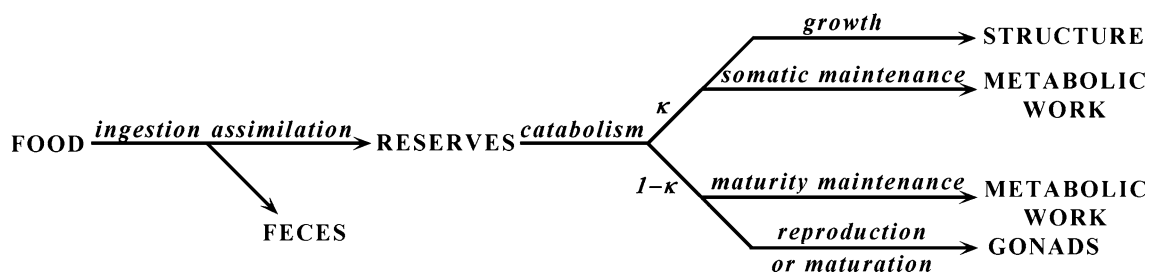 growth
STRUCTURE
somatic maintenance
METABOLIC
WORK
κ
FOOD
ingestion assimilation
RESERVES
catabolism
FECES
1−κ
maturity maintenance
METABOLIC
WORK
reproduction
or maturation
GONADS